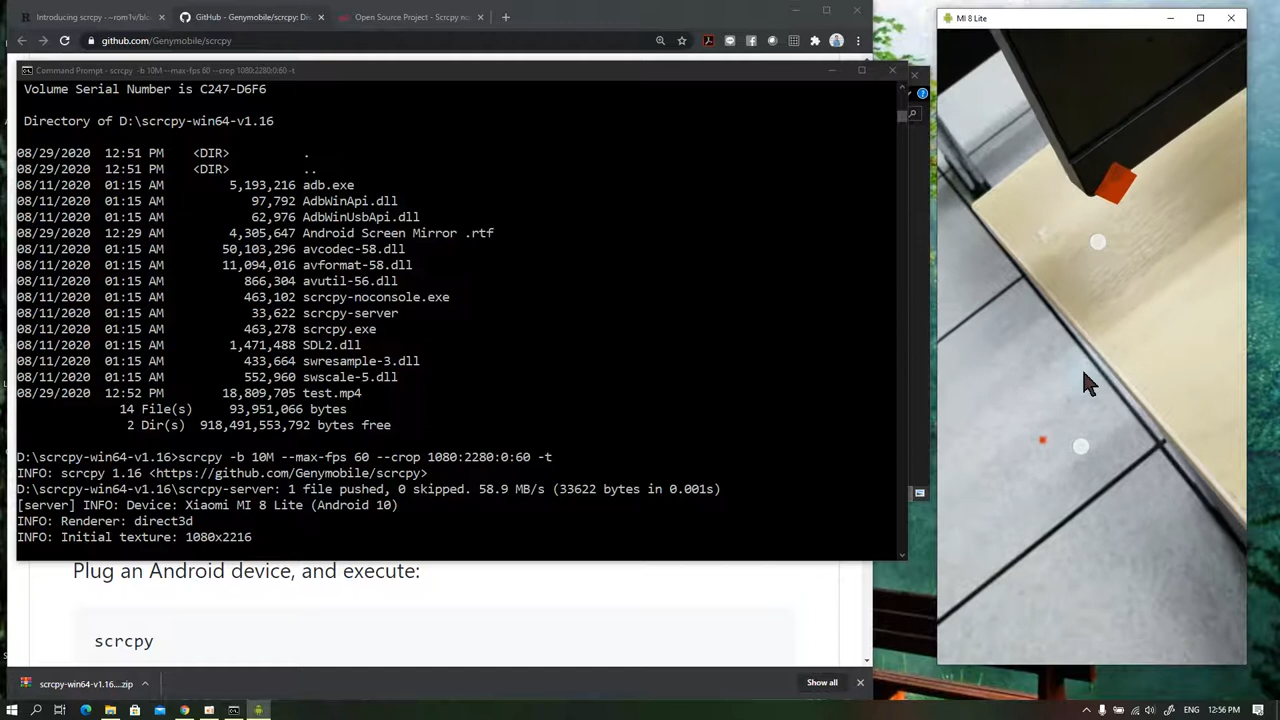 Introducing scrcpy ~rom1v/blo
GitHub - Genymobile/scrcpy: Dis
Open Source Project - Scrcpy no
github.com/Genymobile/scrcpy
MI 8 Lite
Command Prompt - scrcpy -b 10M --max-fps 60 --crop 1080:2280:0:60 -t
Volume Serial Number is C247-D6F6
Directory of D:\scrcpy-win64-v1.16
08/29/2020 12:51 PM <DIR> .
08/29/2020 12:51 PM <DIR> ..
08/11/2020 01:15 AM 5,193,216 adb.exe
08/11/2020 01:15 AM 97,792 AdbWinApi.dll
08/11/2020 01:15 AM 62,976 AdbWinUsbApi.dll
08/29/2020 12:33 PM 4,305,647 Android Screen Mirror .rtf
08/11/2020 01:15 AM 50,103,296 avcodec-58.dll
08/11/2020 01:15 AM 11,094,016 avformat-58.dll
08/11/2020 01:15 AM 866,304 avutil-56.dll
08/11/2020 01:15 AM 463,102 scrcpy-noconsole.exe
08/11/2020 01:15 AM 33,622 scrcpy-server
08/11/2020 01:15 AM 463,278 scrcpy.exe
08/11/2020 01:15 AM 1,471,488 SDL2.dll
08/11/2020 01:15 AM 433,664 swresample-3.dll
08/11/2020 01:15 AM 552,960 swscale-5.dll
08/29/2020 12:52 PM 18,809,705 test.mp4
14 File(s) 93,951,066 bytes
2 Dir(s) 918,491,553,792 bytes free
D:\scrcpy-win64-v1.16>scrcpy -b 10M --max-fps 60 --crop 1080:2280:0:60 -t
INFO: scrcpy 1.16 <https://github.com/Genymobile/scrcpy>
D:\scrcpy-win64-v1.16\scrcpy-server: 1 file pushed, 0 skipped. 58.9 MB/s (33622 bytes in 0.001s)
[server] INFO: Device: Xiaomi MI 8 Lite (Android 10)
INFO: Renderer: direct3d
INFO: Initial texture: 1080x2216
Plug an Android device, and execute:
scrcpy
scrcpy-win64-v1.16....zip
Show all
ENG 12:56 PM